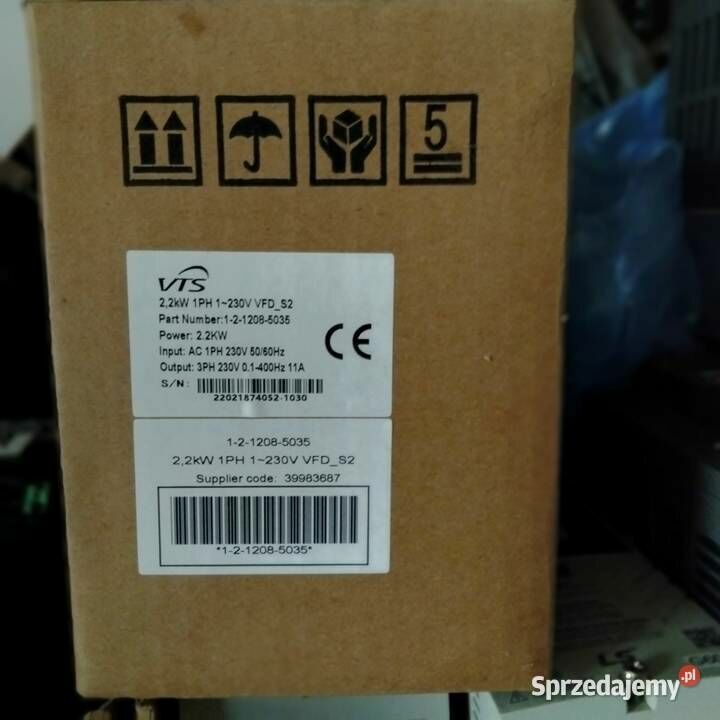 5
VTS
2,2kW 1PH 1~230V VFD_S2
Part Number:1-2-1208-5035
Power: 2.2KW
Input: AC 1PH 230V 50/60Hz
Output: 3PH 230V 0.1-400Hz 11A
S/N:
22021874052-1030
CE
1-2-1208-5035
2,2kW 1PH 1~230V VFD_S2
Supplier code: 39983687
*1-2-1208-5035*
LS
Sprzedajemy.pl